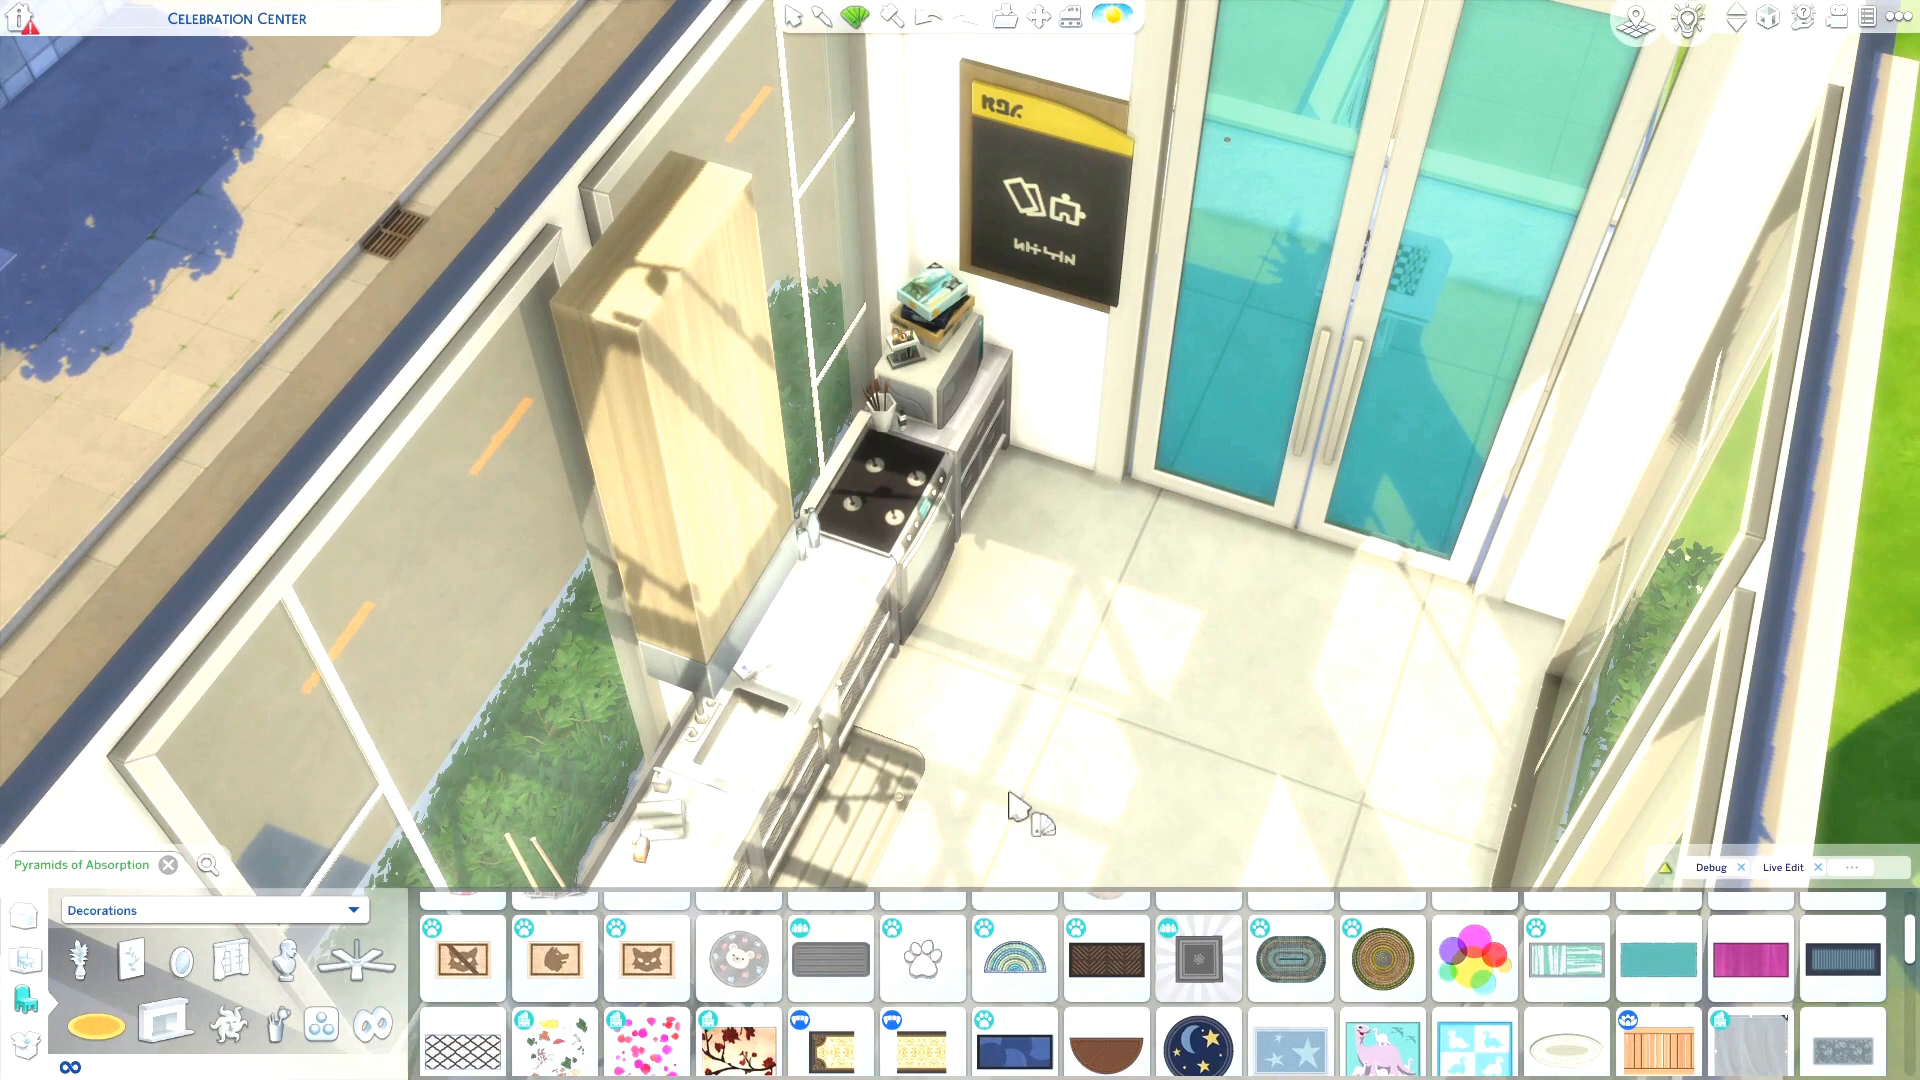 CELEBRATION CENTER
Pyramids of Absorption
Debug
Live Edit
Decorations